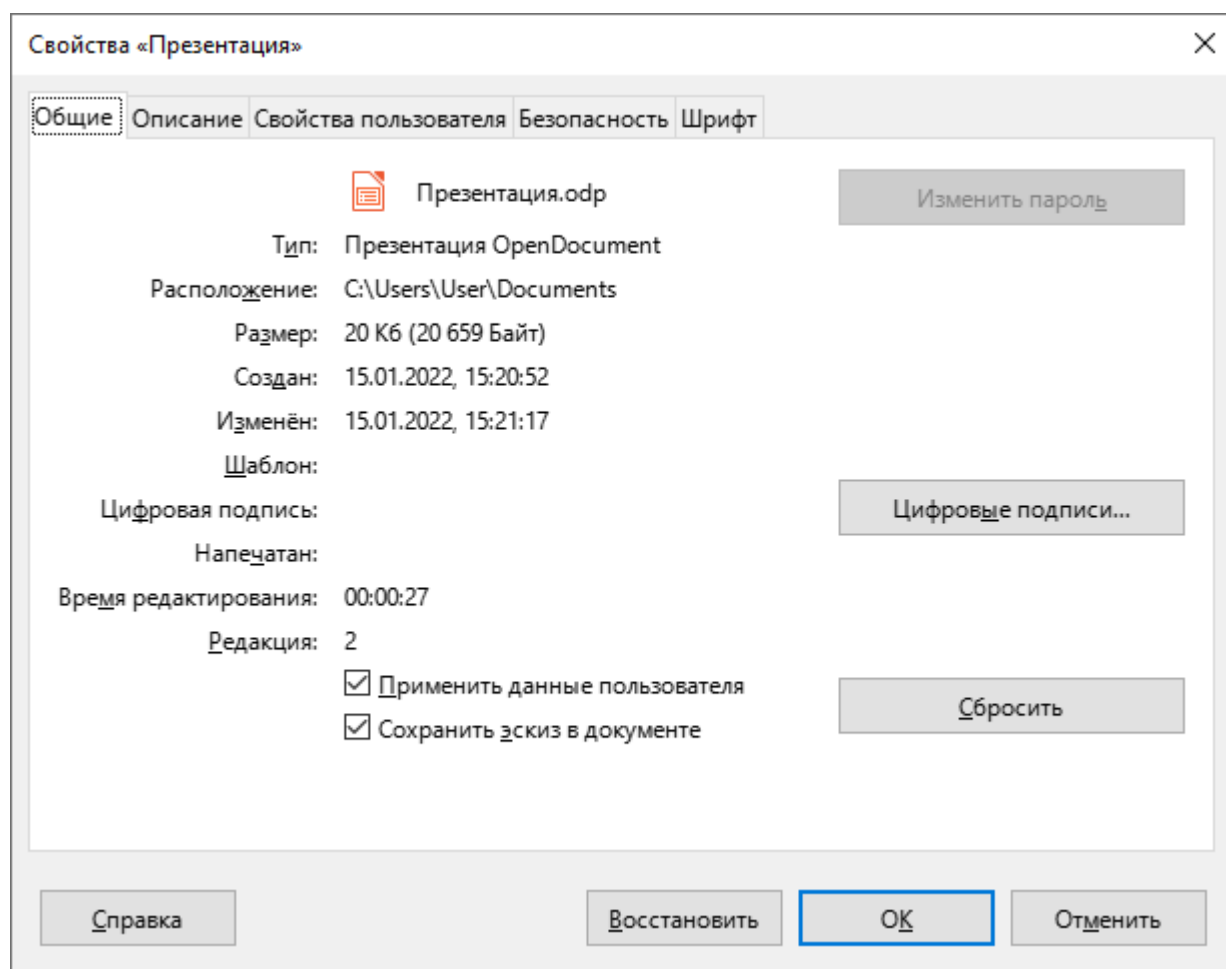 Свойства «Презентация»
Общие Описание Свойства пользователя Безопасность Шрифт
Презентация.odp Изменить пароль
Тип: Презентация OpenDocument
Расположение: C:\Users\User\Documents
Размер: 20 Кб (20 659 Байт)
Создан: 15.01.2022, 15:20:52
Изменён: 15.01.2022, 15:21:17
Шаблон:
Цифровая подпись: Цифровые подписи...
Напечатан:
Время редактирования: 00:00:27
Редакция: 2
Применить данные пользователя
Сбросить
Сохранить эскиз в документе
Справка Восстановить ОК Отменить